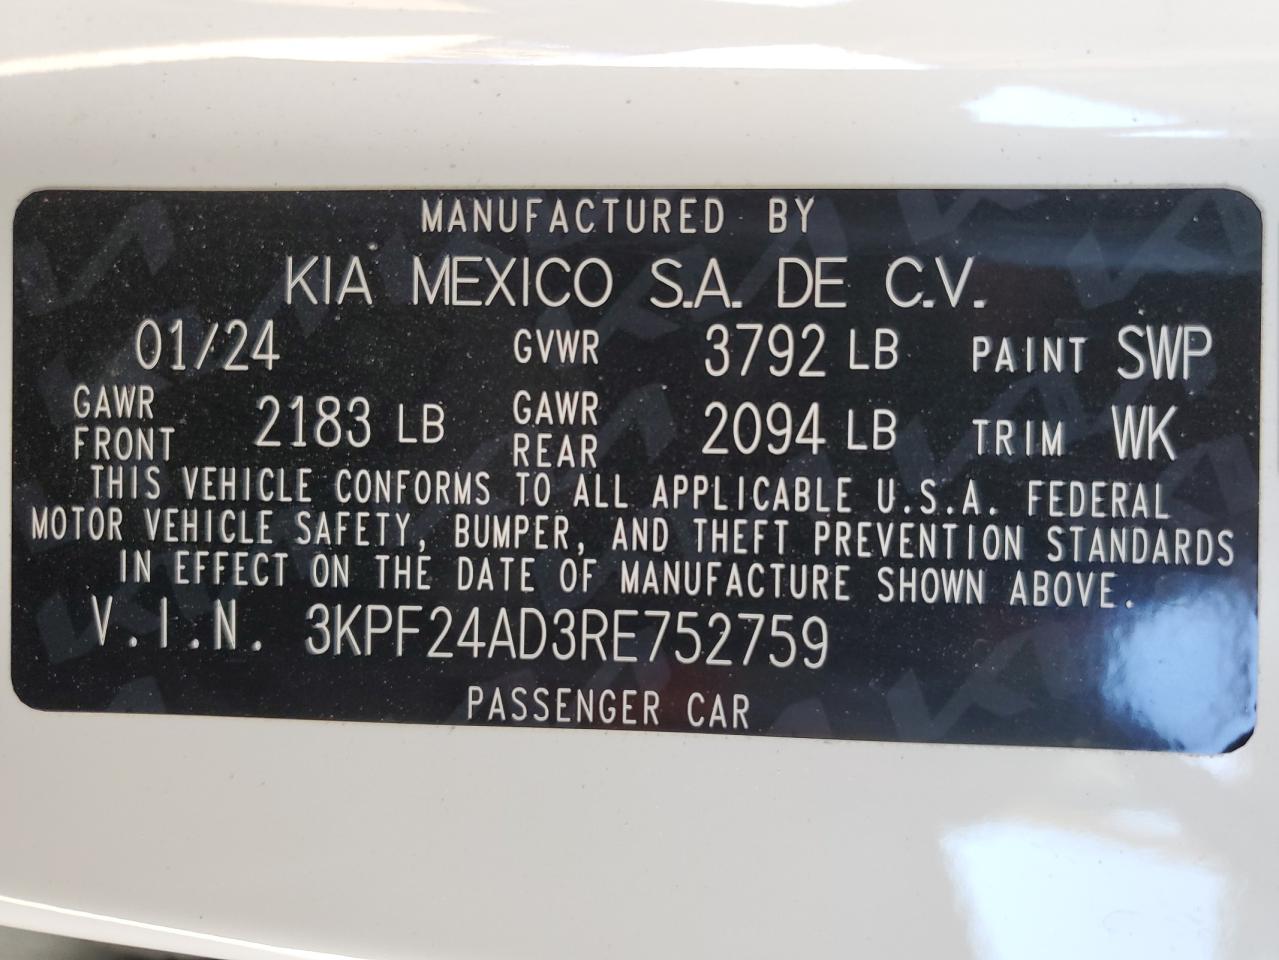 MANUFACTURED BY
KIA MEXICO S.A. DE C.V.
01/24 GVWR 3792 LB PAINT SWP
GAWR FRONT 2183 LB GAWR REAR 2094 LB TRIM WK
THIS VEHICLE CONFORMS TO ALL APPLICABLE U.S.A. FEDERAL
MOTOR VEHICLE SAFETY, BUMPER, AND THEFT PREVENTION STANDARDS
IN EFFECT ON THE DATE OF MANUFACTURE SHOWN ABOVE.
V.I.N. 3KPF24AD3RE752759
PASSENGER CAR